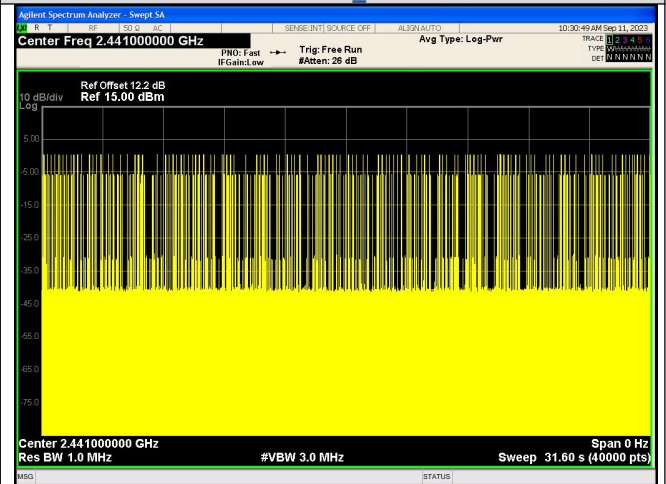 Agilent Spectrum Analyzer - Swept SA
R T RF 50 Ω AC SENSE:INT SOURCE OFF ALIGN AUTO 10:30:49 AM Sep 11, 2023
Center Freq 2.441000000 GHz
Avg Type: Log-Pwr
TRACE 1 2 3 4 5 6
PNO: Fast
Trig: Free Run
TYPE
IFGain:Low
#Atten: 26 dB
DET N N N N N N
Ref Offset 12.2 dB
10 dB/div Ref 15.00 dBm
Log
5.00
-5.00
-15.0
-25.0
-35.0
-45.0
-55.0
-65.0
-75.0
Center 2.441000000 GHz Span 0 Hz
Res BW 1.0 MHz #VBW 3.0 MHz Sweep 31.60 s (40000 pts)
MSG STATUS